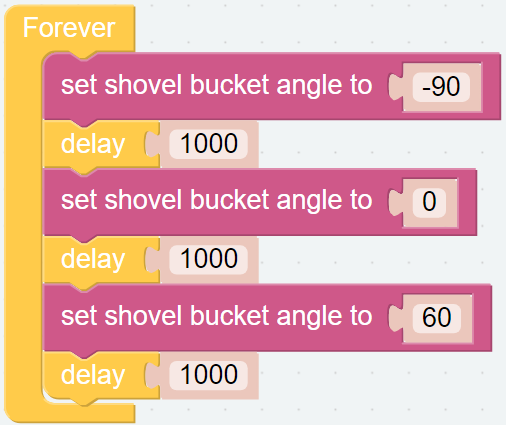 Forever
set shovel bucket angle to -90
delay 1000
set shovel bucket angle to 0
delay 1000
set shovel bucket angle to 60
delay 1000